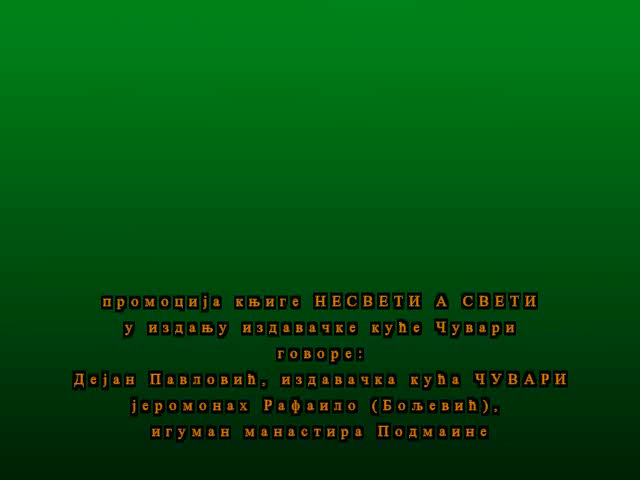 промоција књиге НЕСВЕТИ А СВЕТИ
у издању издавачке куће Чувари
говоре:
Дејан Павловић, издавачка кућа ЧУВАРИ
јеромонах Рафаило (Бољевић),
игуман манастира Подмаине